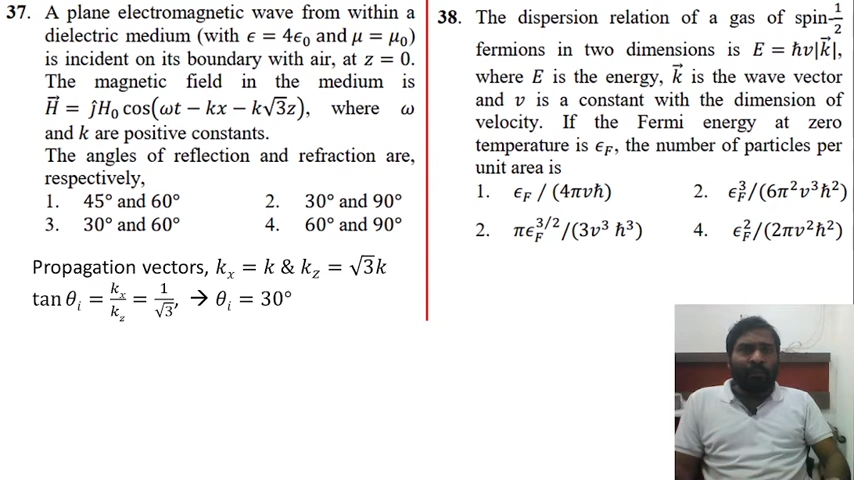 37. A plane electromagnetic wave from within a
dielectric medium (with ϵ = 4ϵ₀ and μ = μ₀)
is incident on its boundary with air, at z = 0.
The magnetic field in the medium is
H⃗ = ĵH₀ cos(ωt − kx − k√3z), where ω
and k are positive constants.
The angles of reflection and refraction are,
respectively,
1. 45° and 60° 2. 30° and 90°
3. 30° and 60° 4. 60° and 90°
Propagation vectors, kₓ = k & k_z = √3k
tan θᵢ = kₓ/k_z = 1/√3, → θᵢ = 30°
38. The dispersion relation of a gas of spin-1/2
fermions in two dimensions is E = ħv|k⃗|,
where E is the energy, k⃗ is the wave vector
and v is a constant with the dimension of
velocity. If the Fermi energy at zero
temperature is ϵ_F, the number of particles per
unit area is
1. ϵ_F / (4πvħ) 2. ϵ_F³/(6π²v³ħ²)
2. πϵ_F^(3/2)/(3v³ ħ³) 4. ϵ_F²/(2πv²ħ²)